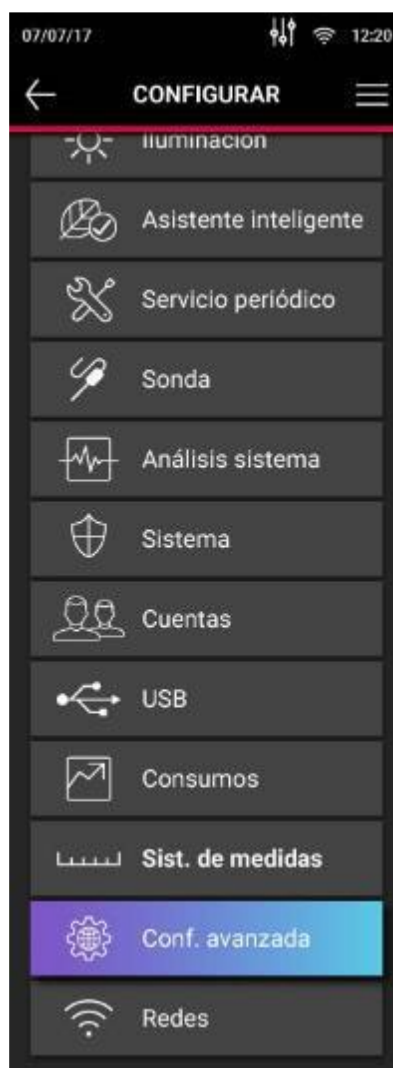 07/07/17 12:20
CONFIGURAR
Iluminación
Asistente inteligente
Servicio periódico
Sonda
Análisis sistema
Sistema
Cuentas
USB
Consumos
Sist. de medidas
Conf. avanzada
Redes